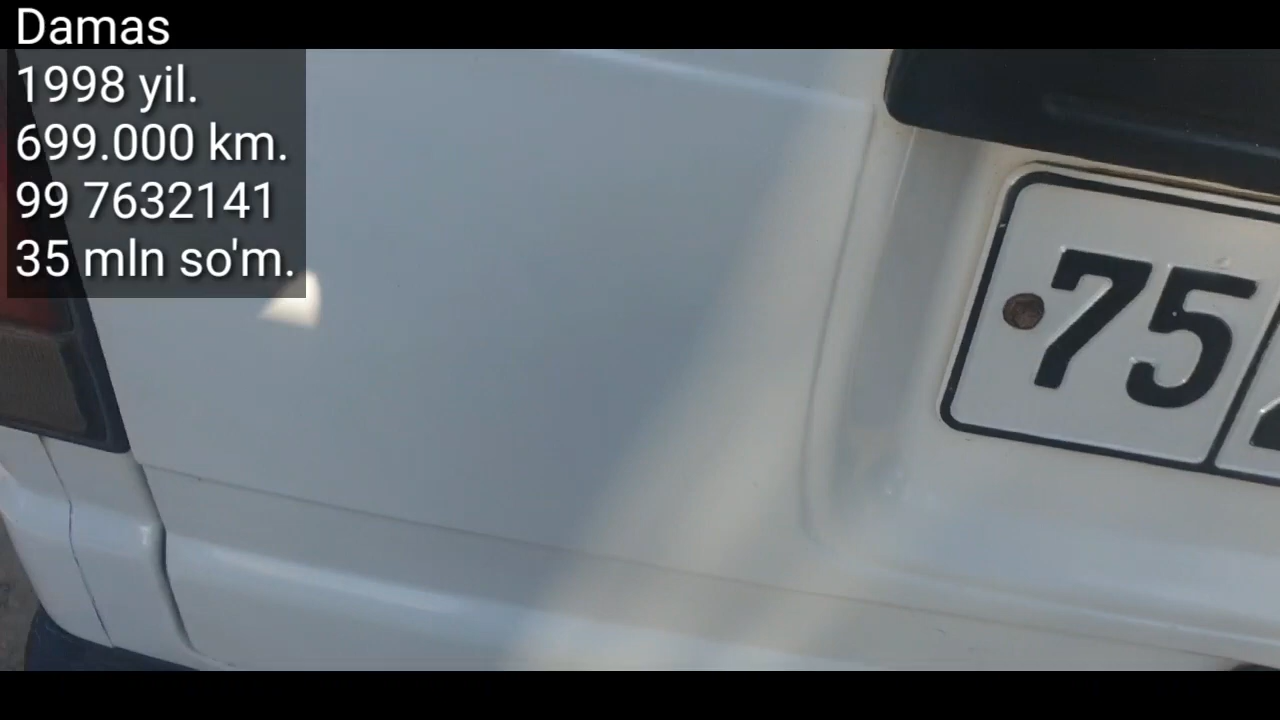 Damas
1998 yil.
699.000 km.
99 7632141
35 mln so'm.
75